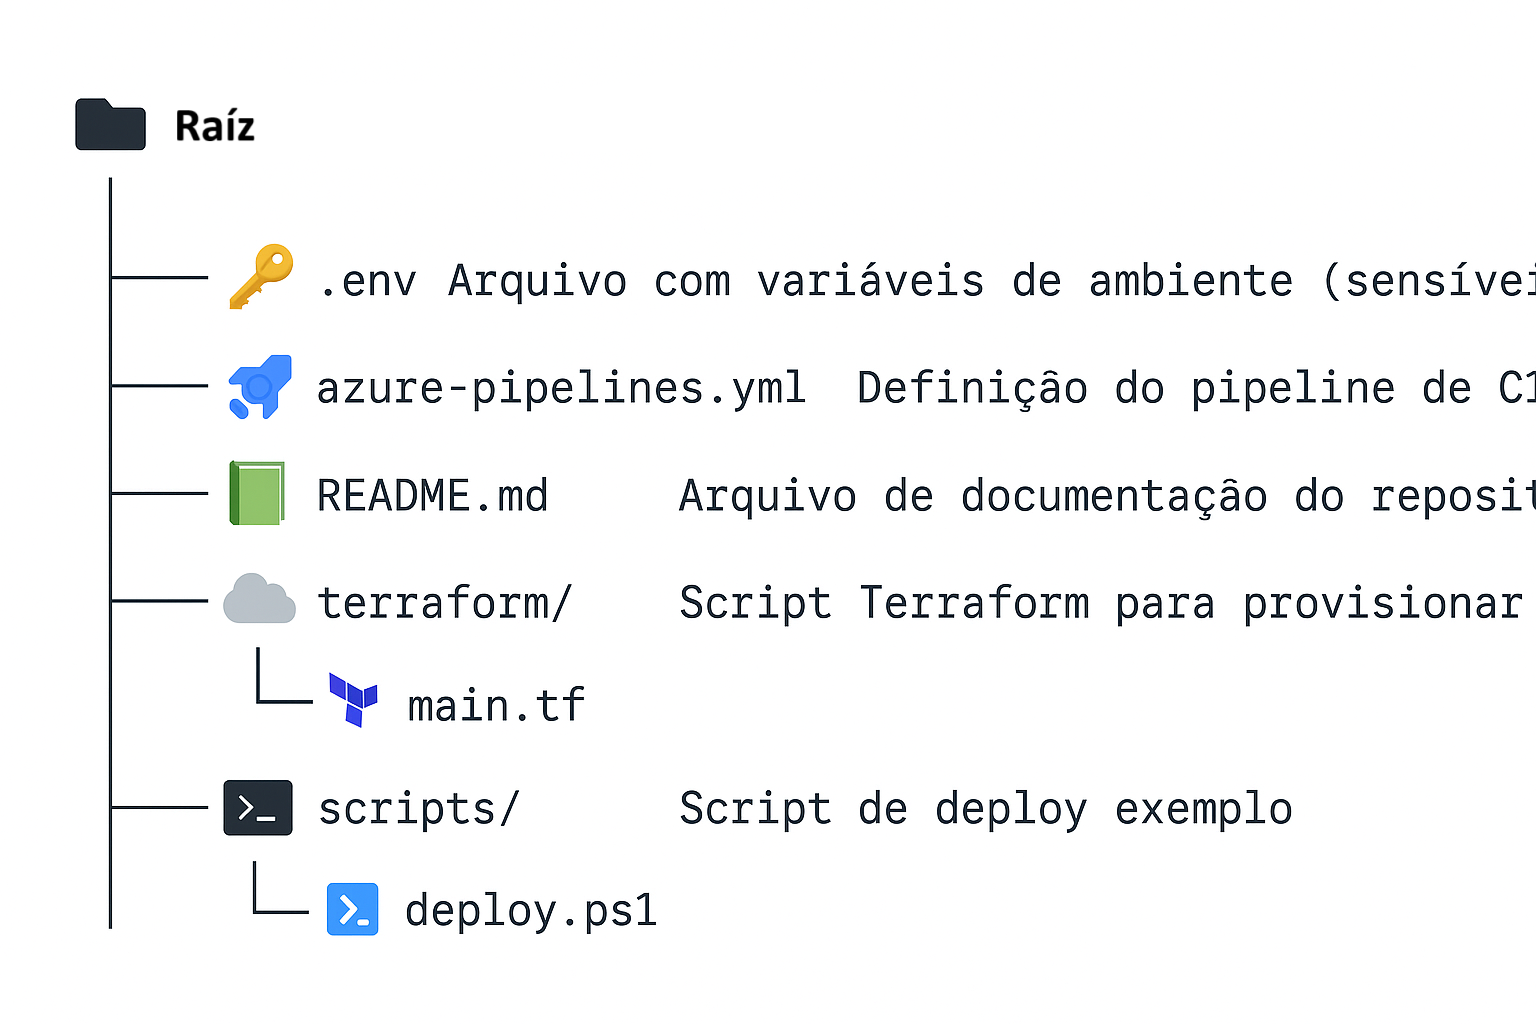 Raíz
.env Arquivo com variáveis de ambiente (sensívei
azure-pipelines.yml Definição do pipeline de C1
README.md Arquivo de documentação do reposit
terraform/ Script Terraform para provisionar
main.tf
scripts/ Script de deploy exemplo
deploy.ps1